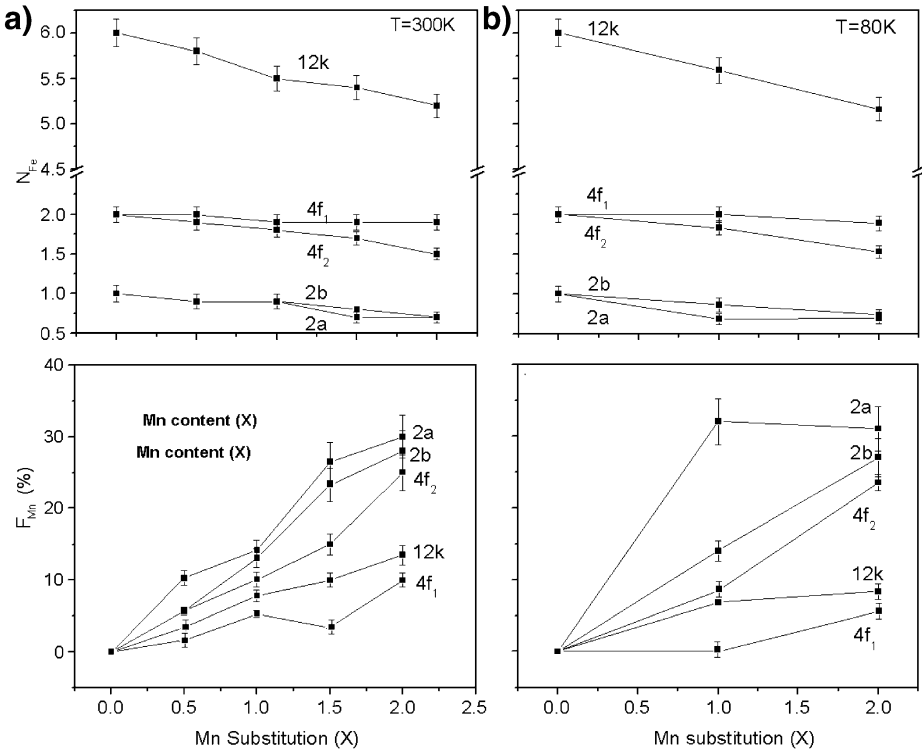 a)
T=300K
6.0
5.5
5.0
4.5
2.0
1.5
1.0
0.5
N_Fe
12k
4f₁
4f₂
2b
2a
40
30
20
10
0
F_Mn (%)
Mn content (X)
Mn content (X)
2a
2b
4f₂
12k
4f₁
0.0 0.5 1.0 1.5 2.0 2.5
Mn Substitution (X)
b)
T=80K
12k
4f₁
4f₂
2b
2a
2a
2b
4f₂
12k
4f₁
0.0 0.5 1.0 1.5 2.0
Mn substitution (X)